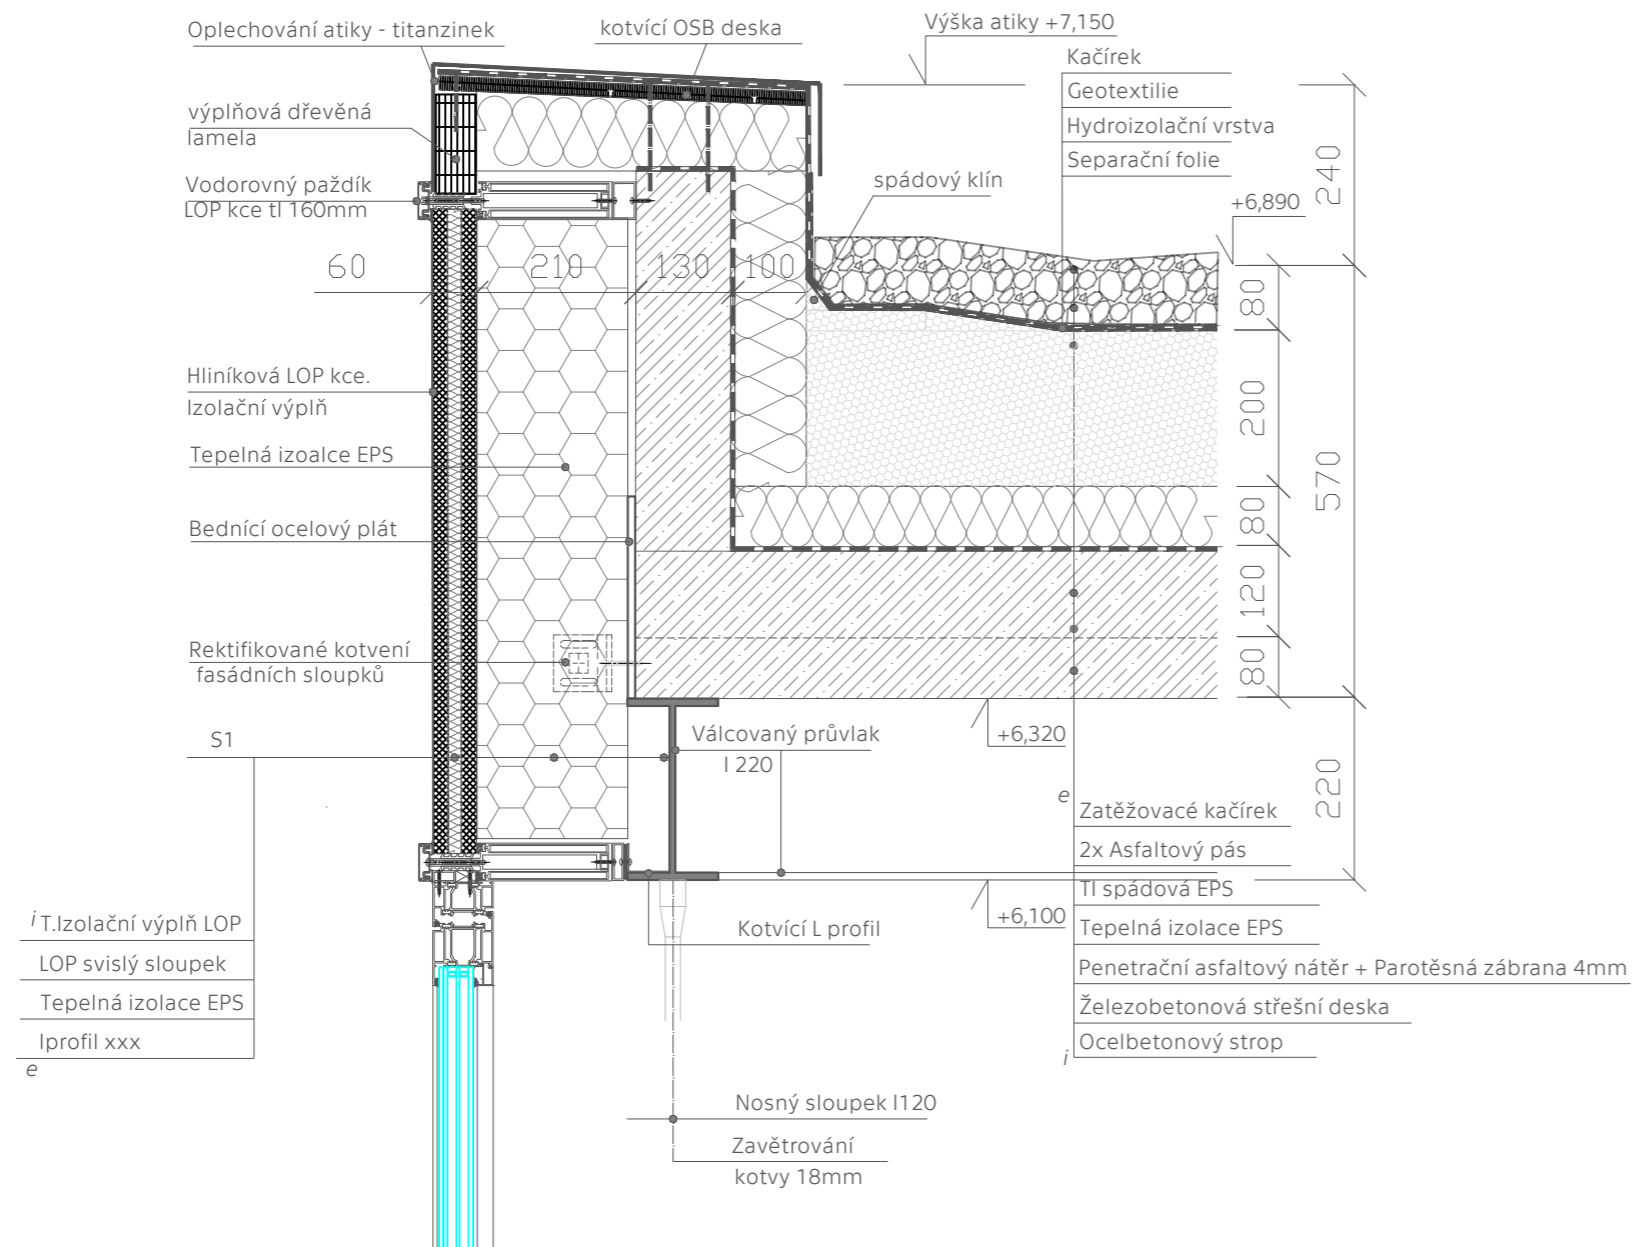 Oplechování atiky - titanzinek
kotvící OSB deska
Výška atiky +7,150
Kačírek
Geotextilie
Hydroizolační vrstva
Separační folie
výplňová dřevěná
lamela
Vodorovný paždík
LOP kce tl 160mm
spádový klín
+6,890
240
60
210
130
100
80
200
570
80
120
80
220
Hliníková LOP kce.
Izolační výplň
Tepelná izoalce EPS
Bednící ocelový plát
Rektifikované kotvení
fasádních sloupků
S1
Válcovaný průvlak
I 220
+6,320
+6,100
Kotvící L profil
e
Zatěžovacé kačírek
2x Asfaltový pás
TI spádová EPS
Tepelná izolace EPS
Penetrační asfaltový nátěr + Parotěsná zábrana 4mm
Železobetonová střešní deska
Ocelbetonový strop
i
i
T.Izolační výplň LOP
LOP svislý sloupek
Tepelná izolace EPS
Iprofil xxx
e
Nosný sloupek I120
Zavětrování
kotvy 18mm